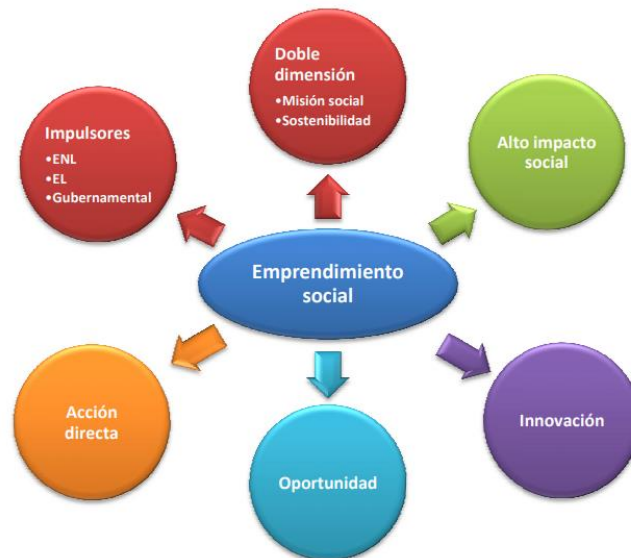 Doble
dimensión
•Misión social
•Sostenibilidad
Impulsores
•ENL
•EL
•Gubernamental
Alto impacto
social
Emprendimiento
social
Acción
directa
Innovación
Oportunidad